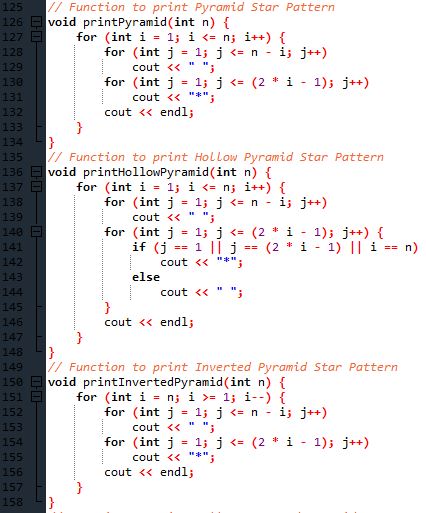 125 // Function to print Pyramid Star Pattern
126 void printPyramid(int n) {
127     for (int i = 1; i <= n; i++) {
128         for (int j = 1; j <= n - i; j++)
129             cout << " ";
130         for (int j = 1; j <= (2 * i - 1); j++)
131             cout << "*";
132         cout << endl;
133     }
134 }
135 // Function to print Hollow Pyramid Star Pattern
136 void printHollowPyramid(int n) {
137     for (int i = 1; i <= n; i++) {
138         for (int j = 1; j <= n - i; j++)
139             cout << " ";
140         for (int j = 1; j <= (2 * i - 1); j++) {
141             if (j == 1 || j == (2 * i - 1) || i == n)
142                 cout << "*";
143             else
144                 cout << " ";
145         }
146         cout << endl;
147     }
148 }
149 // Function to print Inverted Pyramid Star Pattern
150 void printInvertedPyramid(int n) {
151     for (int i = n; i >= 1; i--) {
152         for (int j = 1; j <= n - i; j++)
153             cout << " ";
154         for (int j = 1; j <= (2 * i - 1); j++)
155             cout << "*";
156         cout << endl;
157     }
158 }